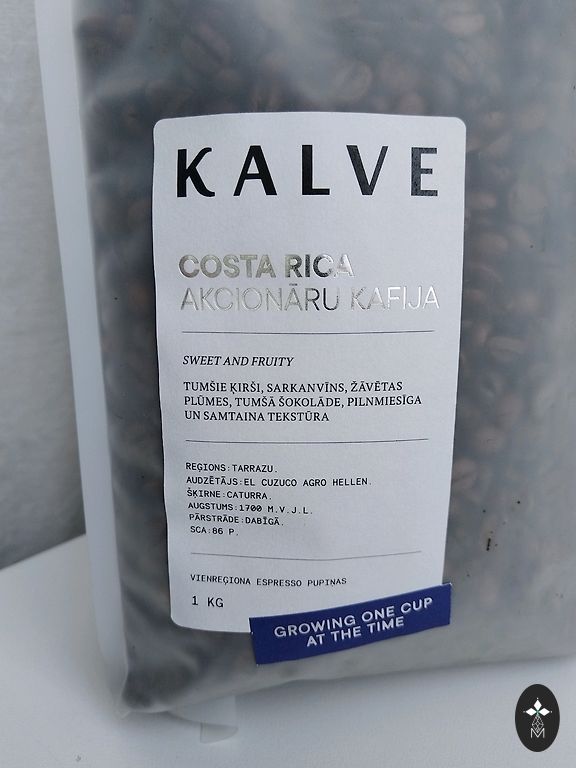 KALVE
COSTA RICA
AKCIONĀRU KAFIJA
SWEET AND FRUITY
TUMŠIE ĶIRŠI, SARKANVĪNS, ŽĀVĒTAS
PLŪMES, TUMŠĀ ŠOKOLĀDE, PILNMIESĪGA
UN SAMTAINA TEKSTŪRA
REĢIONS:TARRAZU.
AUDZĒTĀJS:EL CUZUCO AGRO HELLEN.
ŠĶIRNE:CATURRA.
AUGSTUMS:1700 M.V.J.L.
PĀRSTRĀDE:DABĪGĀ.
SCA:86 P.
VIENREĢIONA ESPRESSO PUPIŅAS
1 KG
GROWING ONE CUP
AT THE TIME
M